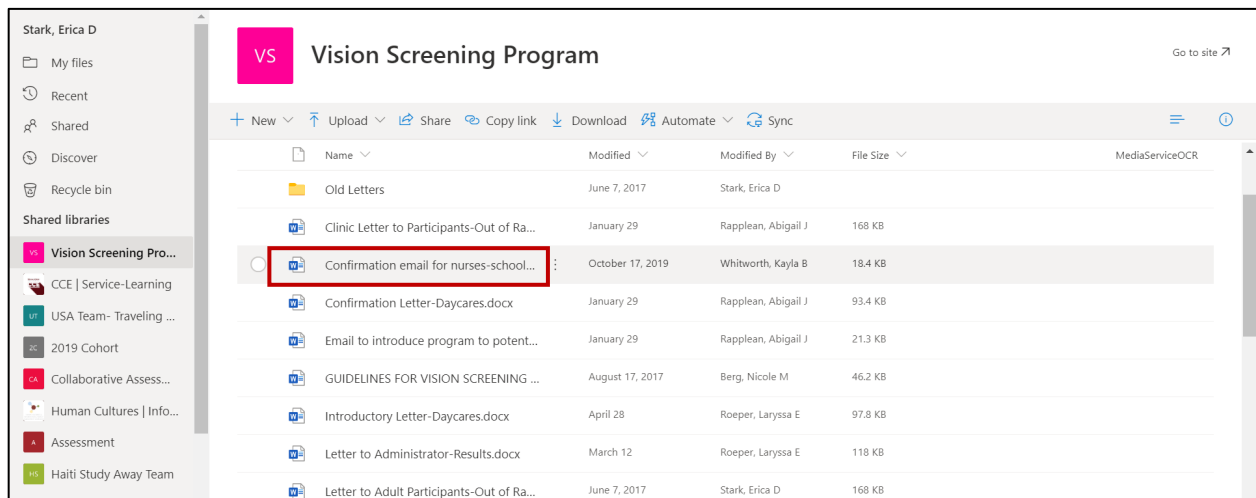 Stark, Erica D
My files
Recent
Shared
Discover
Recycle bin
Shared libraries
VS Vision Screening Pro...
CCE | Service-Learning
UT USA Team- Traveling ...
2C 2019 Cohort
CA Collaborative Assess...
Human Cultures | Info...
A Assessment
HS Haiti Study Away Team
VS Vision Screening Program
Go to site
New Upload Share Copy link Download Automate Sync
Name Modified Modified By File Size MediaServiceOCR
Old Letters June 7, 2017 Stark, Erica D
Clinic Letter to Participants-Out of Ra... January 29 Rapplean, Abigail J 168 KB
Confirmation email for nurses-school... October 17, 2019 Whitworth, Kayla B 18.4 KB
Confirmation Letter-Daycares.docx January 29 Rapplean, Abigail J 93.4 KB
Email to introduce program to potent... January 29 Rapplean, Abigail J 21.3 KB
GUIDELINES FOR VISION SCREENING ... August 17, 2017 Berg, Nicole M 46.2 KB
Introductory Letter-Daycares.docx April 28 Roeper, Laryssa E 97.8 KB
Letter to Administrator-Results.docx March 12 Roeper, Laryssa E 118 KB
Letter to Adult Participants-Out of Ra... June 7, 2017 Stark, Erica D 168 KB